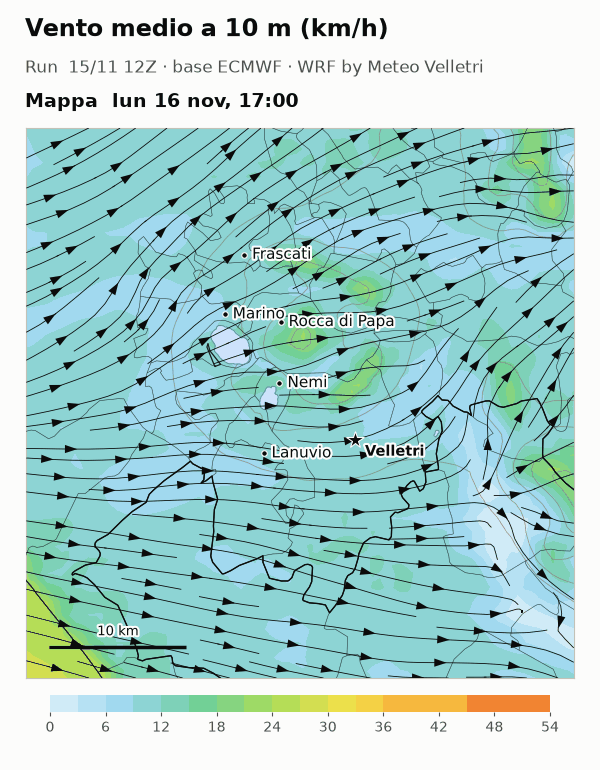 Vento medio a 10 m (km/h)
Run  15/11 12Z · base ECMWF · WRF by Meteo Velletri
Mappa  lun 16 nov, 17:00
Frascati
Marino
Rocca di Papa
Nemi
Velletri
Lanuvio
10 km
0 6 12 18 24 30 36 42 48 54